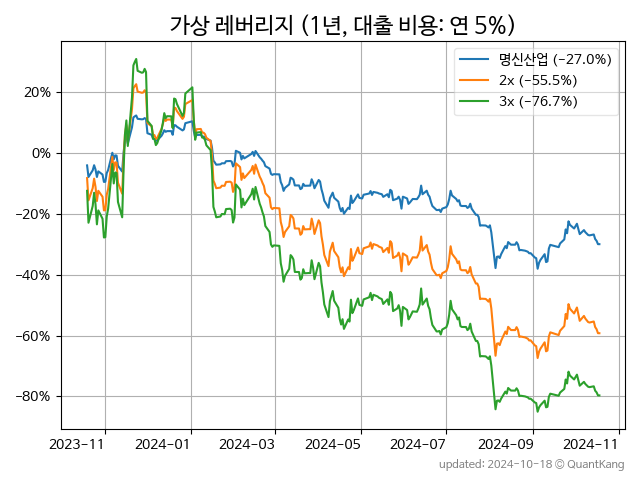 가상 레버리지 (1년, 대출 비용: 연 5%)
명신산업 (-27.0%)
2x (-55.5%)
3x (-76.7%)
20%
0%
−20%
−40%
−60%
−80%
2023-11 2024-01 2024-03 2024-05 2024-07 2024-09 2024-11
updated: 2024-10-18 © QuantKang